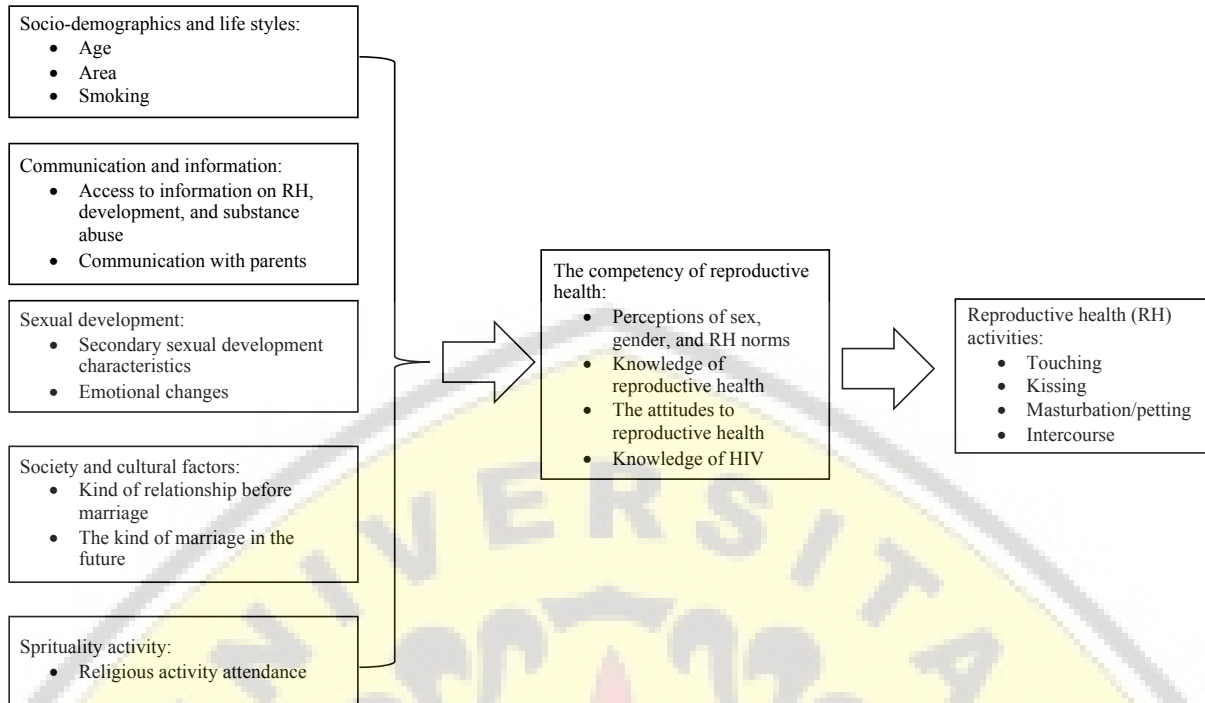 Socio-demographics and life styles:
• Age
• Area
• Smoking
Communication and information:
• Access to information on RH,
development, and substance
abuse
• Communication with parents
Sexual development:
• Secondary sexual development
characteristics
• Emotional changes
Society and cultural factors:
• Kind of relationship before
marriage
• The kind of marriage in the
future
Sprituality activity:
• Religious activity attendance
The competency of reproductive
health:
• Perceptions of sex,
gender, and RH norms
• Knowledge of
reproductive health
• The attitudes to
reproductive health
• Knowledge of HIV
Reproductive health (RH)
activities:
• Touching
• Kissing
• Masturbation/petting
• Intercourse
NIVERSITA